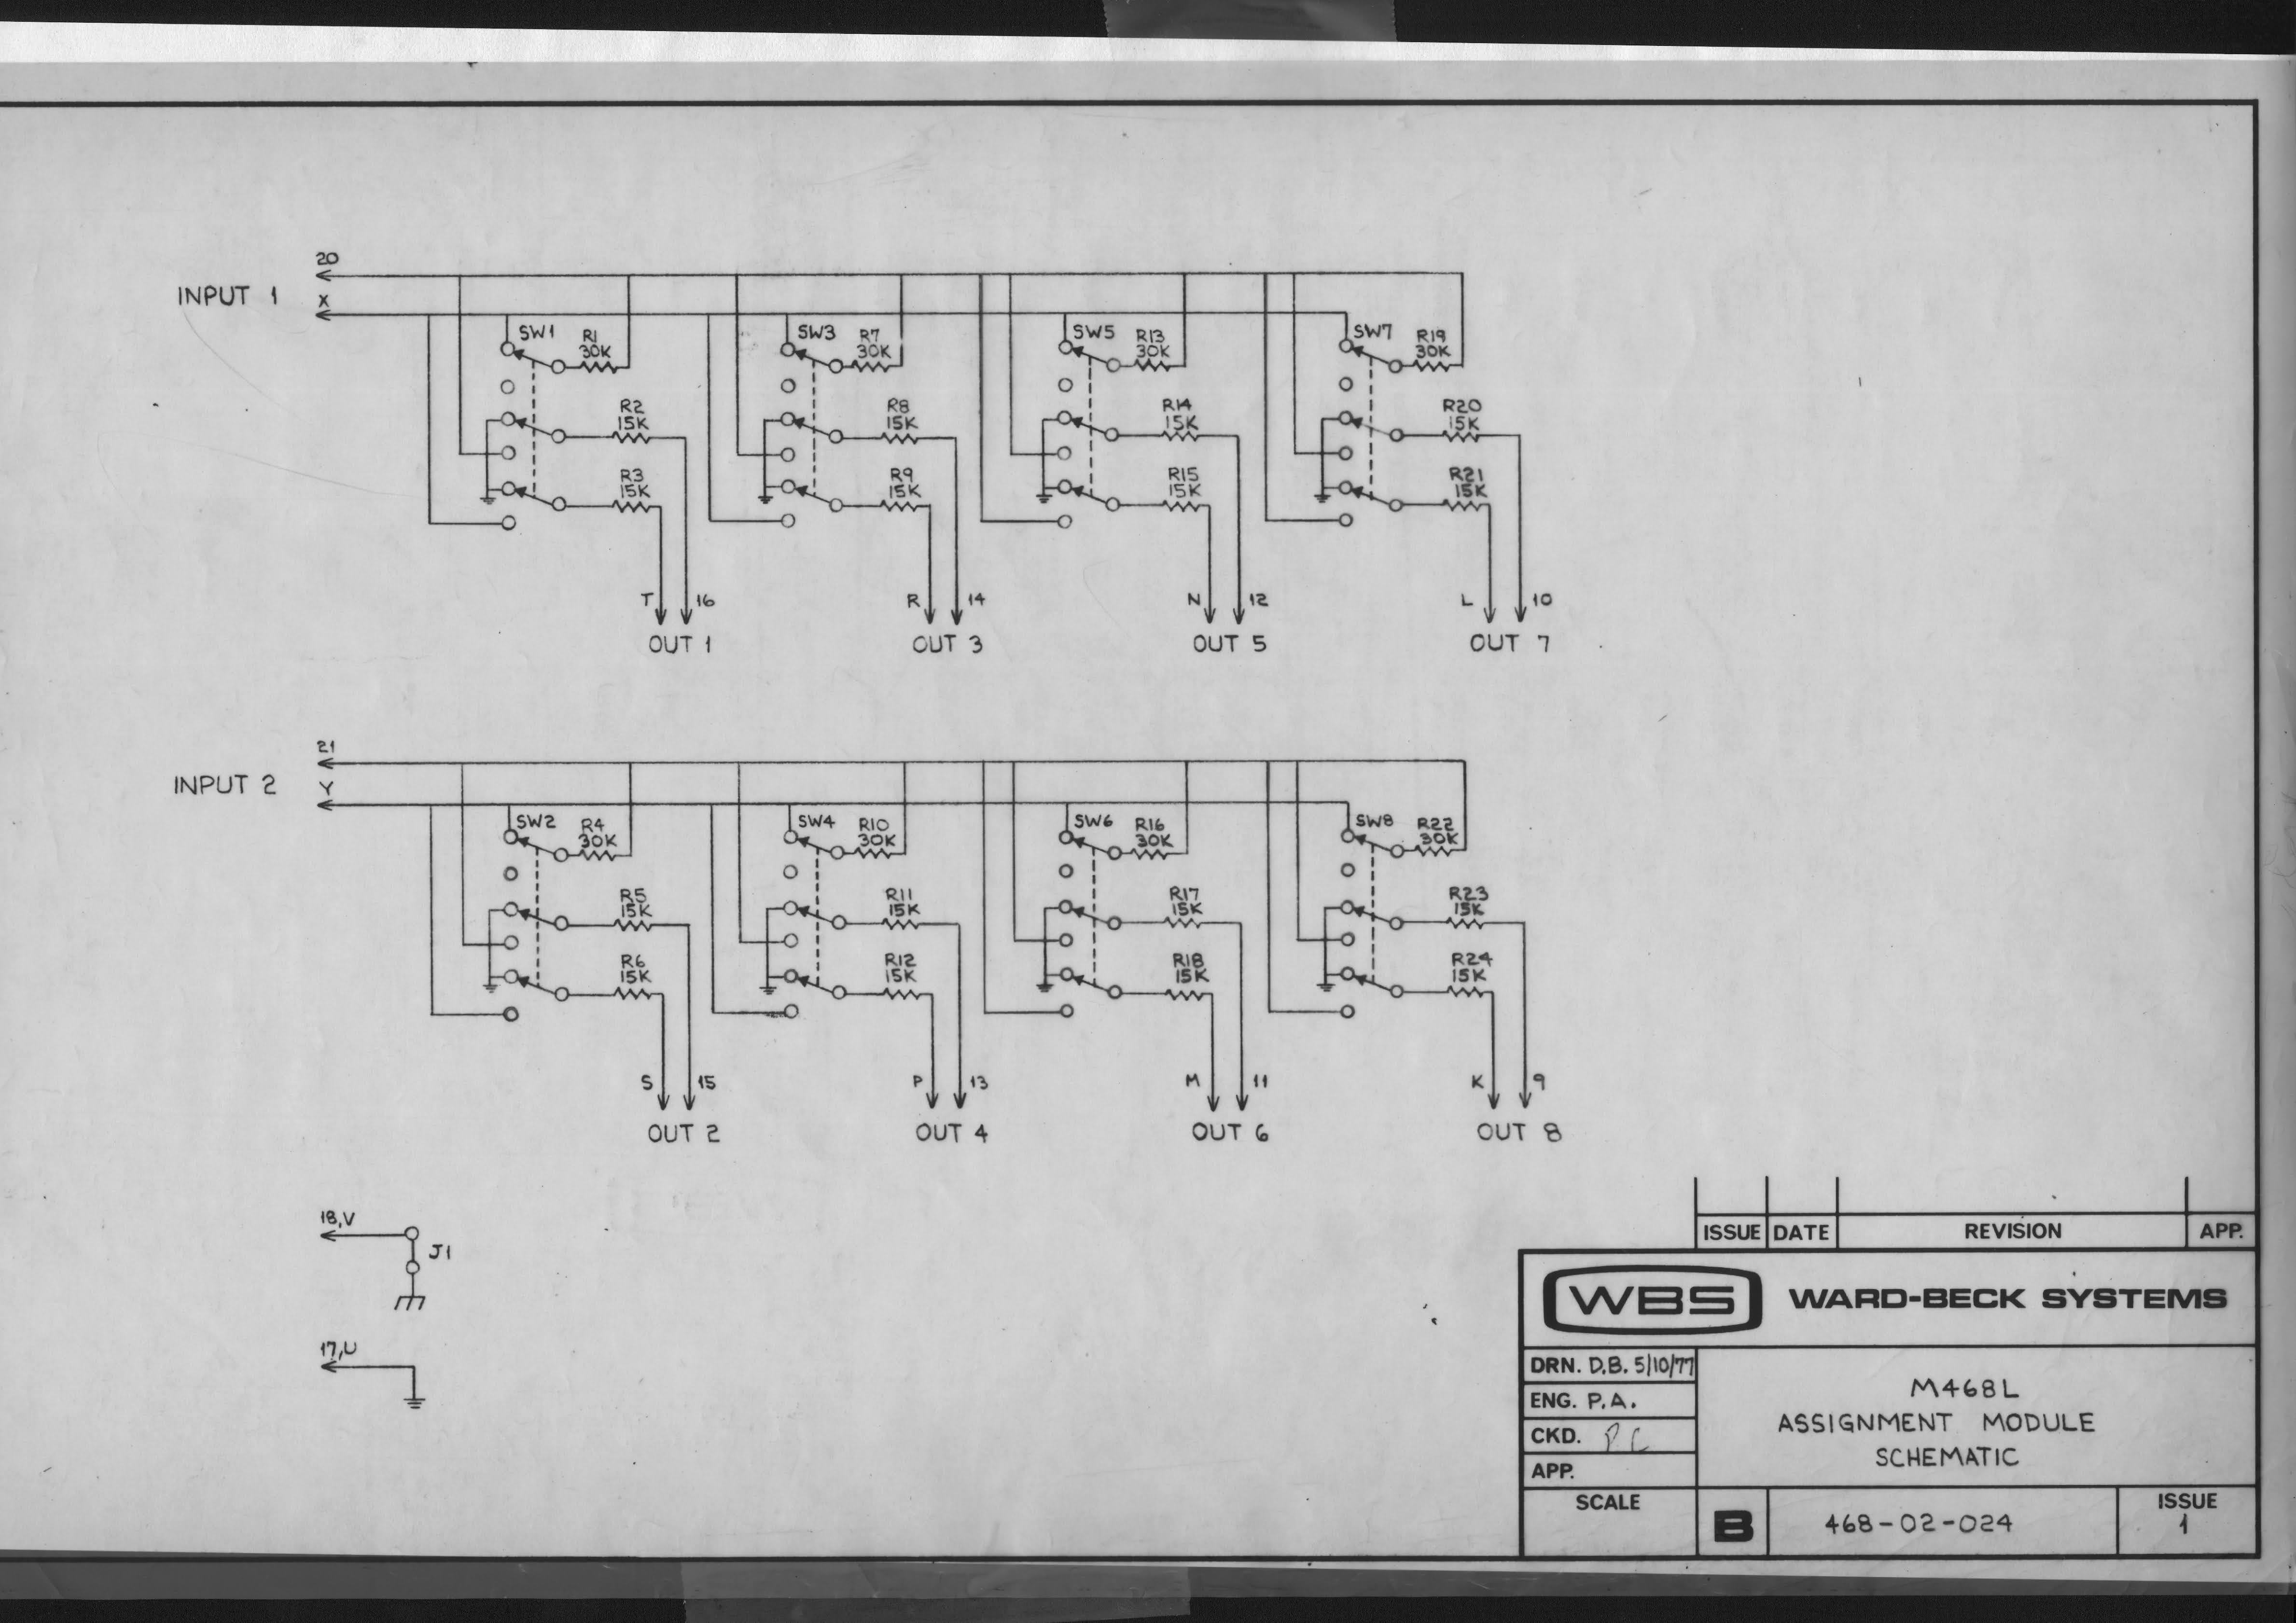 20
INPUT 1
X
SW1 R1 SW3 R7 SW5 R13 SW7 R19
30K 30K 30K 30K
R2 R8 R14 R20
15K 15K 15K 15K
R3 R9 R15 R21
15K 15K 15K 15K
T 16 R 14 N 12 L 10
OUT 1 OUT 3 OUT 5 OUT 7
21
INPUT 2
Y
SW2 R4 SW4 R10 SW6 R16 SW8 R22
30K 30K 30K 30K
R5 R11 R17 R23
15K 15K 15K 15K
R6 R12 R18 R24
15K 15K 15K 15K
S 15 P 13 M 11 K 9
OUT 2 OUT 4 OUT 6 OUT 8
18,V
J1
17,U
ISSUE DATE REVISION APP.
WBS WARD-BECK SYSTEMS
DRN. D.B. 5/10/77
ENG. P.A.
CKD. PC
APP.
SCALE
M468L
ASSIGNMENT MODULE
SCHEMATIC
B
468-02-024
ISSUE
1